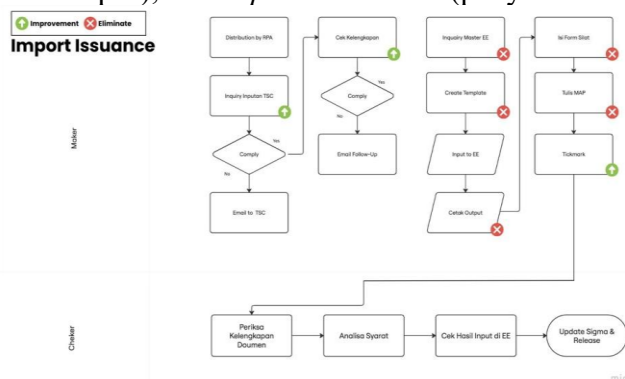 Improvement Eliminate
Import Issuance
Maker
Distribution by RPA
Inquiry Inputan TSC
Comply
Yes
No
Email to TSC
Cek Kelengkapan
Comply
Yes
No
Email Follow-Up
Inquairy Master EE
Create Template
Input to EE
Cetak Output
Isi Form Silat
Tulis MAP
Tickmark
Cheker
Periksa
Kelengkapan
Doumen
Analisa Syarat
Cek Hasil Input di EE
Update Sigma &
Release